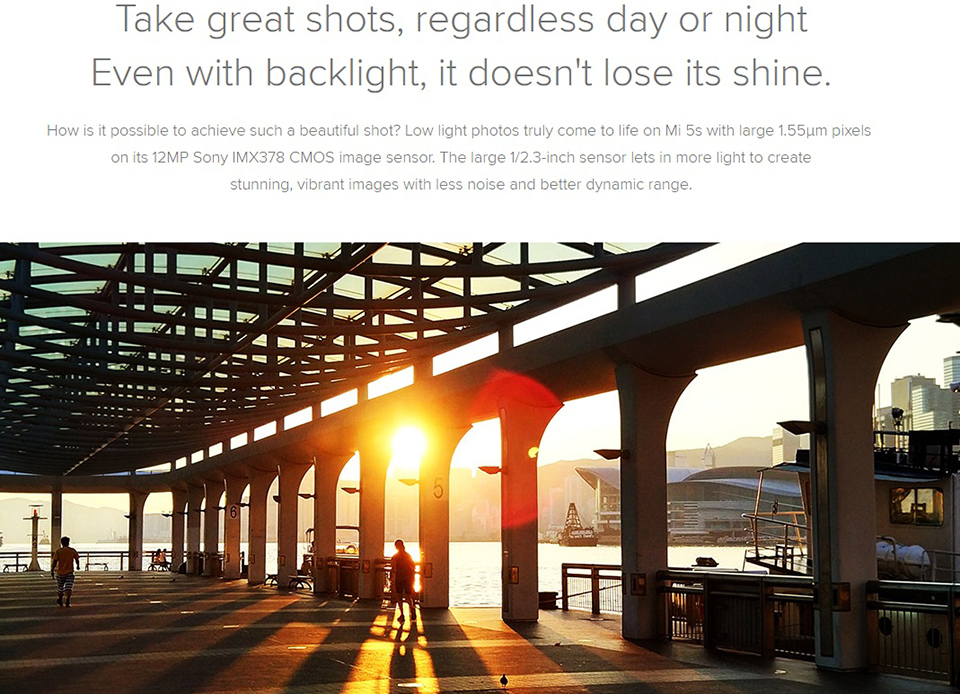 Take great shots, regardless day or night
Even with backlight, it doesn't lose its shine.
How is it possible to achieve such a beautiful shot? Low light photos truly come to life on Mi 5s with large 1.55μm pixels
on its 12MP Sony IMX378 CMOS image sensor. The large 1/2.3-inch sensor lets in more light to create
stunning, vibrant images with less noise and better dynamic range.
6
5